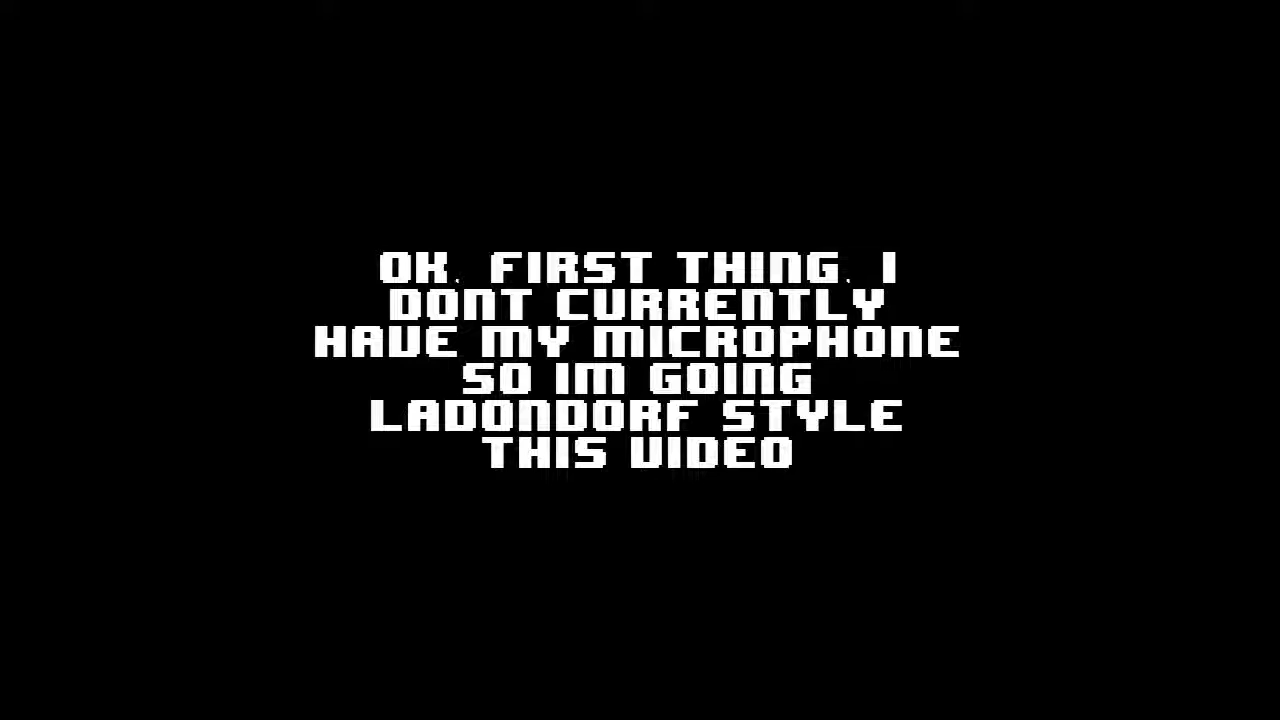 OK, FIRST THING, I
DONT CURRENTLY
HAVE MY MICROPHONE
SO IM GOING
LADONDORF STYLE
THIS VIDEO